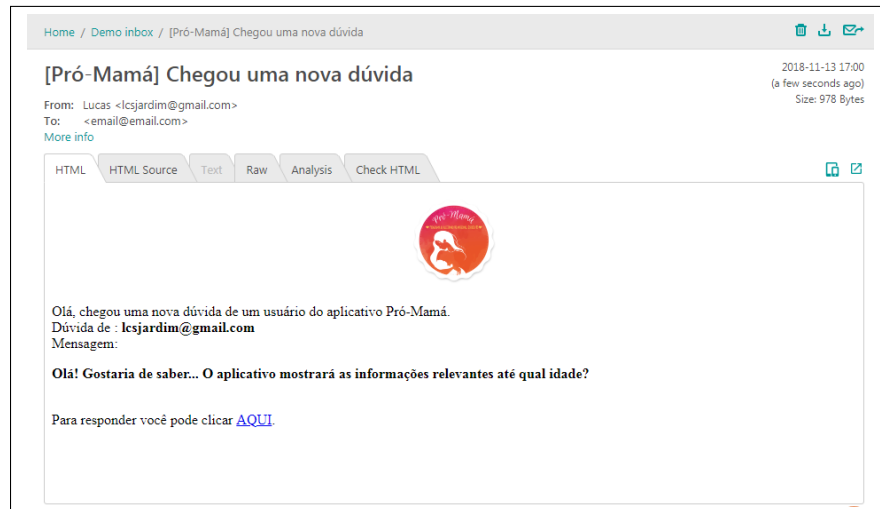 Home / Demo inbox / [Pró-Mamá] Chegou uma nova dúvida
[Pró-Mamá] Chegou uma nova dúvida
2018-11-13 17:00
(a few seconds ago)
Size: 978 Bytes
From: Lucas <lcsjardim@gmail.com>
To: <email@email.com>
More info
HTML HTML Source Text Raw Analysis Check HTML
Pró-Mamá
Olá, chegou uma nova dúvida de um usuário do aplicativo Pró-Mamá.
Dúvida de : lcsjardim@gmail.com
Mensagem:
Olá! Gostaria de saber... O aplicativo mostrará as informações relevantes até qual idade?
Para responder você pode clicar AQUI.